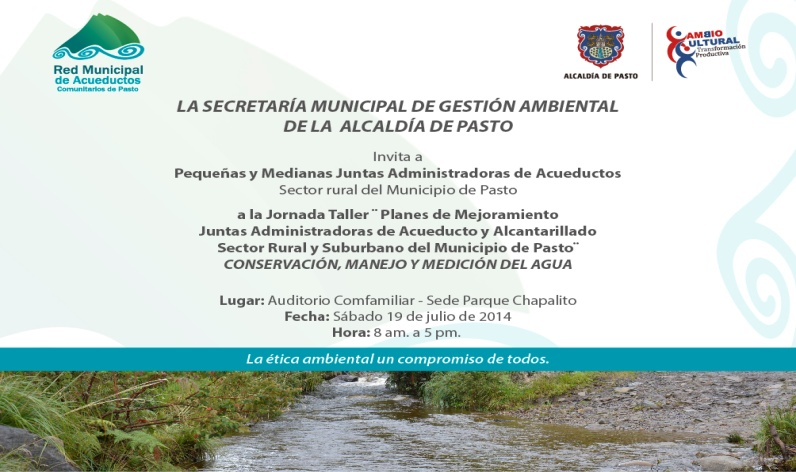 Red Municipal
de Acueductos
Comunitarios de Pasto
ALCALDÍA DE PASTO
CAMBIO
CULTURAL
Transformación
Productiva
LA SECRETARÍA MUNICIPAL DE GESTIÓN AMBIENTAL
DE LA ALCALDÍA DE PASTO
Invita a
Pequeñas y Medianas Juntas Administradoras de Acueductos
Sector rural del Municipio de Pasto
a la Jornada Taller ¨ Planes de Mejoramiento
Juntas Administradoras de Acueducto y Alcantarillado
Sector Rural y Suburbano del Municipio de Pasto¨
CONSERVACIÓN, MANEJO Y MEDICIÓN DEL AGUA
Lugar: Auditorio Comfamiliar - Sede Parque Chapalito
Fecha: Sábado 19 de julio de 2014
Hora: 8 am. a 5 pm.
La ética ambiental un compromiso de todos.